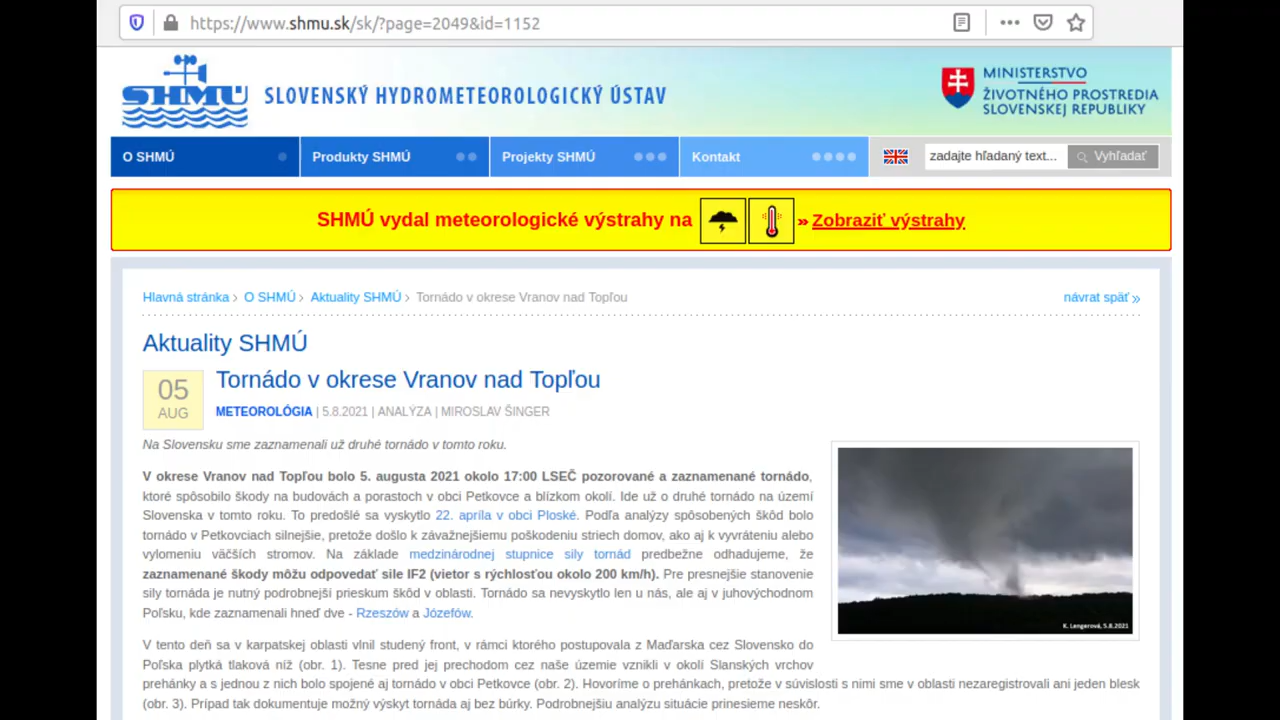 https://www.shmu.sk/sk/?page=2049&id=1152
SHMÚ
SLOVENSKÝ HYDROMETEOROLOGICKÝ ÚSTAV
MINISTERSTVO
ŽIVOTNÉHO PROSTREDIA
SLOVENSKEJ REPUBLIKY
O SHMÚ Produkty SHMÚ Projekty SHMÚ Kontakt zadajte hľadaný text... Vyhľadať
SHMÚ vydal meteorologické výstrahy na » Zobraziť výstrahy
Hlavná stránka › O SHMÚ › Aktuality SHMÚ › Tornádo v okrese Vranov nad Topľou návrat späť »
Aktuality SHMÚ
05
AUG
Tornádo v okrese Vranov nad Topľou
METEOROLÓGIA | 5.8.2021 | ANALÝZA | MIROSLAV ŠINGER
Na Slovensku sme zaznamenali už druhé tornádo v tomto roku.
V okrese Vranov nad Topľou bolo 5. augusta 2021 okolo 17:00 LSEČ pozorované a zaznamenané tornádo,
ktoré spôsobilo škody na budovách a porastoch v obci Petkovce a blízkom okolí. Ide už o druhé tornádo na území
Slovenska v tomto roku. To predošlé sa vyskytlo 22. apríla v obci Ploské. Podľa analýzy spôsobených škôd bolo
tornádo v Petkovciach silnejšie, pretože došlo k závažnejšiemu poškodeniu striech domov, ako aj k vyvráteniu alebo
vylomeniu väčších stromov. Na základe medzinárodnej stupnice sily tornád predbežne odhadujeme, že
zaznamenané škody môžu odpovedať sile IF2 (vietor s rýchlosťou okolo 200 km/h). Pre presnejšie stanovenie
sily tornáda je nutný podrobnejší prieskum škôd v oblasti. Tornádo sa nevyskytlo len u nás, ale aj v juhovýchodnom
Poľsku, kde zaznamenali hneď dve - Rzeszów a Józefów.
K. Lengerová, 5.8.2021
V tento deň sa v karpatskej oblasti vlnil studený front, v rámci ktorého postupovala z Maďarska cez Slovensko do
Poľska plytká tlaková níž (obr. 1). Tesne pred jej prechodom cez naše územie vznikli v okolí Slanských vrchov
prehánky a s jednou z nich bolo spojené aj tornádo v obci Petkovce (obr. 2). Hovoríme o prehánkach, pretože v súvislosti s nimi sme v oblasti nezaregistrovali ani jeden blesk
(obr. 3). Prípad tak dokumentuje možný výskyt tornáda aj bez búrky. Podrobnejšiu analýzu situácie prinesieme neskôr.